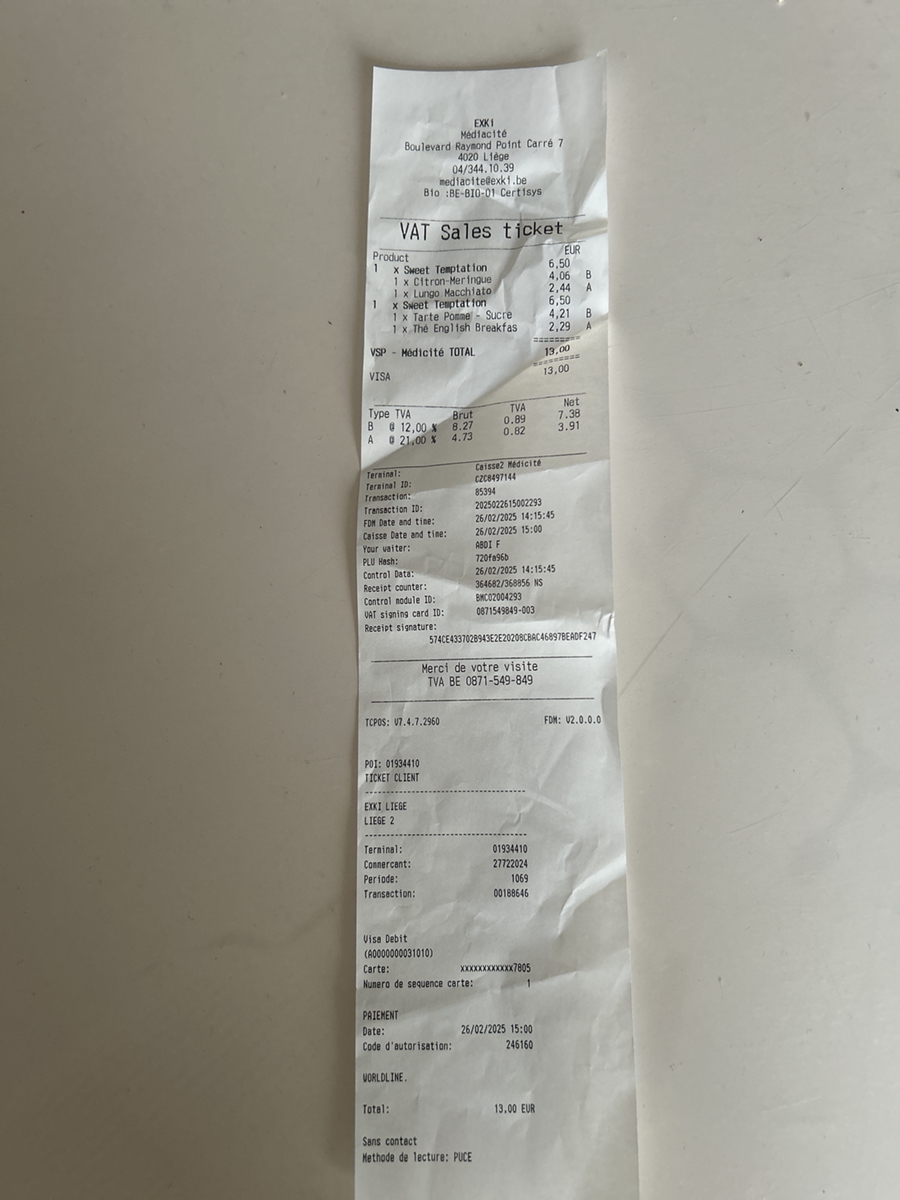 EXKi
Médiacité
Boulevard Raymond Point Carré 7
4020 Liège
04/344.10.39
mediacite@exki.be
Bio :BE-BIO-01 Certisys
VAT Sales ticket
Product EUR
1 x Sweet Temptation 6,50
1 x Citron-Meringue 4,06 B
1 x Lungo Macchiato 2,44 A
1 x Sweet Temptation 6,50
1 x Tarte Pomme - Sucre 4,21 B
1 x Thé English Breakfas 2,29 A
=========
VSP - Médicité TOTAL 13,00
=========
VISA 13,00
Type TVA Brut TVA Net
B @ 12,00 % 8.27 0.89 7.38
A @ 21,00 % 4.73 0.82 3.91
Terminal: Caisse2 Médicité
Terminal ID: CZC8497144
Transaction: 85394
Transaction ID: 2025022615002293
FDM Date and time: 26/02/2025 14:15:45
Caisse Date and time: 26/02/2025 15:00
Your waiter: ABDI F
PLU Hash: 720fa96b
Control Data: 26/02/2025 14:15:45
Receipt counter: 364682/368856 NS
Control module ID: BMC02004293
VAT signing card ID: 0871549849-003
Receipt signature:
574CE433702B943E2E20208CBAC46897BEADF247
Merci de votre visite
TVA BE 0871-549-849
TCPOS: V7.4.7.2960 FDM: V2.0.0.0
POI: 01934410
TICKET CLIENT
--------------------------------
EXKI LIEGE
LIEGE 2
--------------------------------
Terminal: 01934410
Commercant: 27722024
Periode: 1069
Transaction: 00188646
Visa Debit
(A0000000031010)
Carte: xxxxxxxxxxxx7805
Numero de sequence carte: 1
PAIEMENT
Date: 26/02/2025 15:00
Code d'autorisation: 246160
WORLDLINE.
Total: 13,00 EUR
Sans contact
Methode de lecture: PUCE